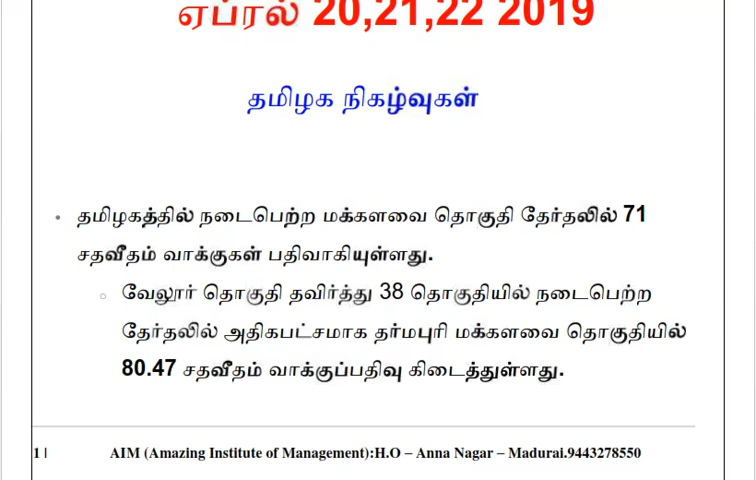 ஏப்ரல் 20,21,22 2019
தமிழக நிகழ்வுகள்
• தமிழகத்தில் நடைபெற்ற மக்களவை தொகுதி தேர்தலில் 71
சதவீதம் வாக்குகள் பதிவாகியுள்ளது.
○ வேலூர் தொகுதி தவிர்த்து 38 தொகுதியில் நடைபெற்ற
தேர்தலில் அதிகபட்சமாக தர்மபுரி மக்களவை தொகுதியில்
80.47 சதவீதம் வாக்குப்பதிவு கிடைத்துள்ளது.
1 | AIM (Amazing Institute of Management):H.O – Anna Nagar – Madurai.9443278550